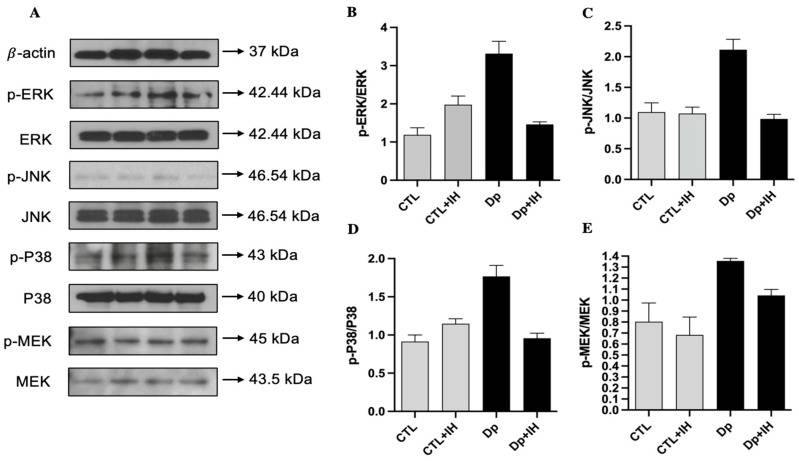 A
β-actin 37 kDa
p-ERK 42.44 kDa
ERK 42.44 kDa
p-JNK 46.54 kDa
JNK 46.54 kDa
p-P38 43 kDa
P38 40 kDa
p-MEK 45 kDa
MEK 43.5 kDa
B
p-ERK/ERK
4
3
2
1
0
CTL CTL+IH Dp Dp+IH
C
p-JNK/JNK
2.5
2.0
1.5
1.0
0.5
0.0
CTL CTL+IH Dp Dp+IH
D
p-P38/P38
2.0
1.5
1.0
0.5
0.0
CTL CTL+IH Dp Dp+IH
E
p-MEK/MEK
1.4
1.3
1.2
1.1
1.0
0.9
0.8
0.7
0.6
0.5
0.4
0.3
0.2
0.1
0.0
CTL CTL+IH Dp Dp+IH